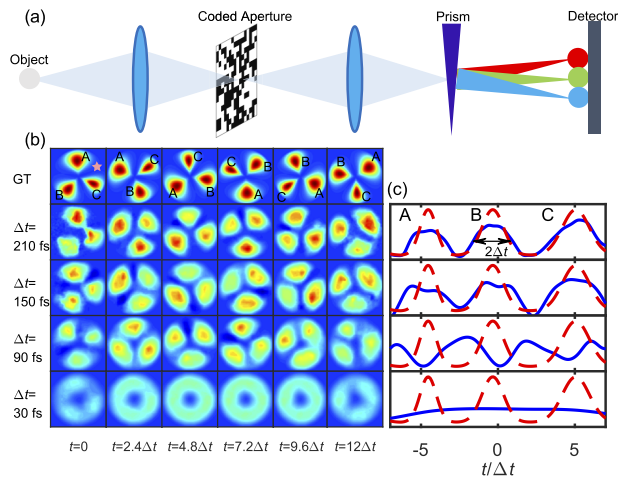 (a)
Coded Aperture
Prism
Detector
Object
(b)
GT
A
B
C
A
C
B
C
B
A
C
B
A
B
A
C
B
A
C
Δt=
210 fs
Δt=
150 fs
Δt=
90 fs
Δt=
30 fs
t=0
t=2.4Δt
t=4.8Δt
t=7.2Δt
t=9.6Δt
t=12Δt
(c)
A
B
C
2Δt
-5
0
5
t/Δt